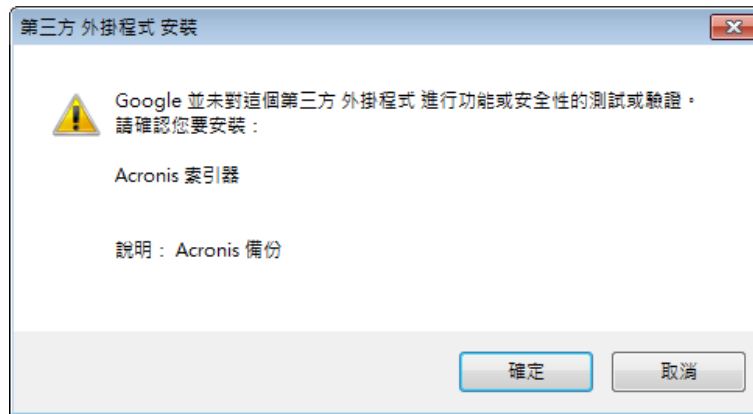 第三方 外掛程式 安裝
Google 並未對這個第三方 外掛程式 進行功能或安全性的測試或驗證。
請確認您要安裝：
Acronis 索引器
說明： Acronis 備份
確定
取消